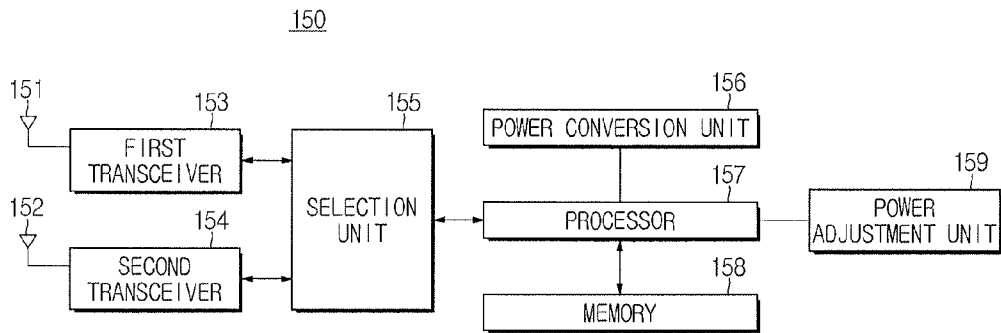 150
151
153
FIRST
TRANSCEIVER
152
154
SECOND
TRANSCEIVER
155
SELECTION
UNIT
156
POWER CONVERSION UNIT
157
PROCESSOR
158
MEMORY
159
POWER
ADJUSTMENT UNIT